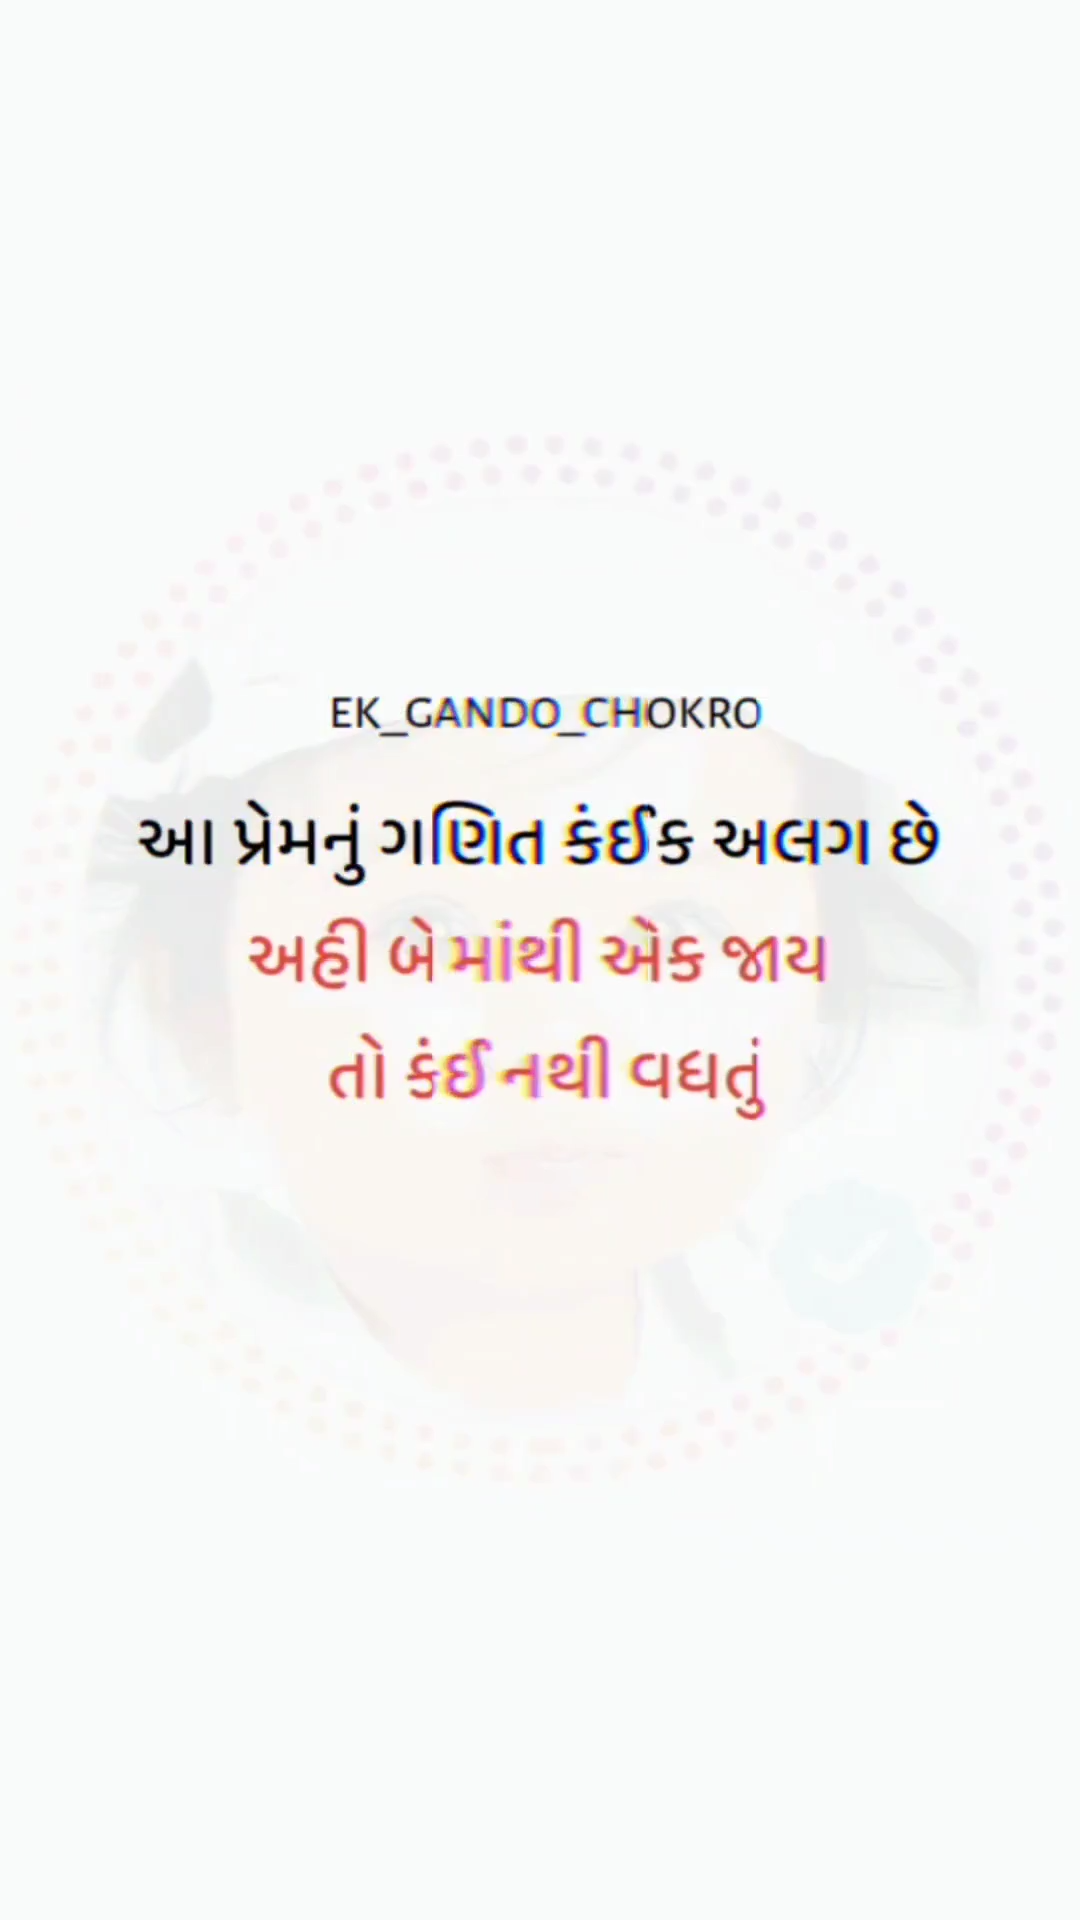 EK_GANDO_CHOKRO
આ પ્રેમનું ગણિત કંઈક અલગ છે
અહી બે માંથી એક જાય
તો કંઈ નથી વધતું